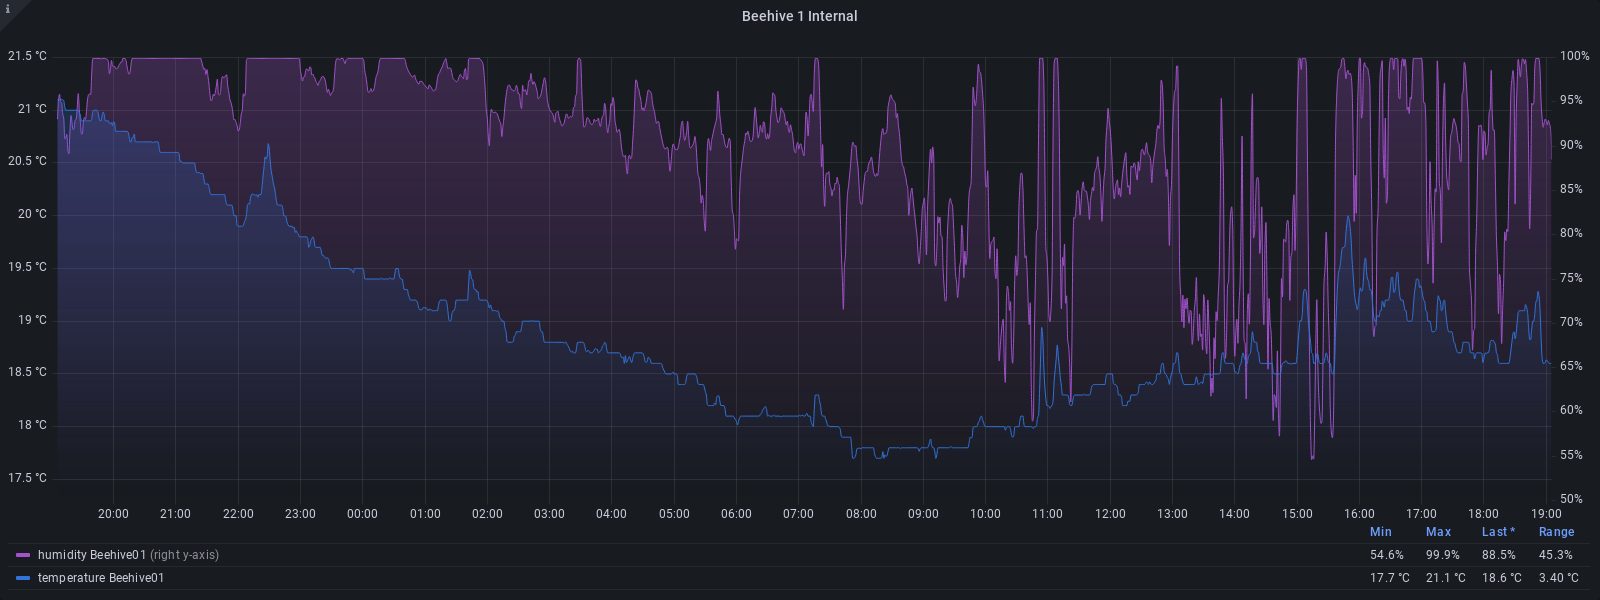 i
Beehive 1 Internal
21.5 °C 100%
21 °C 95%
20.5 °C 90%
20 °C 85%
19.5 °C 80%
19 °C 75%
18.5 °C 70%
18 °C 65%
17.5 °C 60%
55%
50%
20:00 21:00 22:00 23:00 00:00 01:00 02:00 03:00 04:00 05:00 06:00 07:00 08:00 09:00 10:00 11:00 12:00 13:00 14:00 15:00 16:00 17:00 18:00 19:00
Min Max Last * Range
humidity Beehive01 (right y-axis) 54.6% 99.9% 88.5% 45.3%
temperature Beehive01 17.7 °C 21.1 °C 18.6 °C 3.40 °C